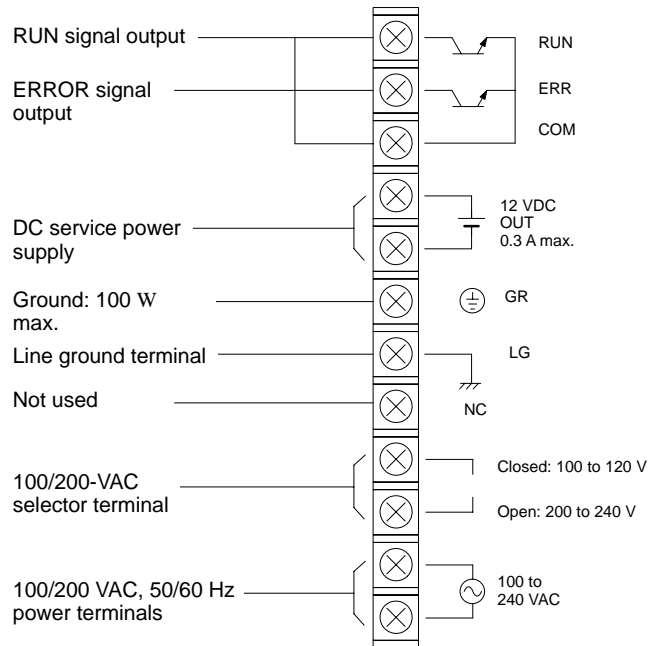 RUN signal output
RUN
ERROR signal
output
ERR
COM
DC service power
supply
12 VDC
OUT
0.3 A max.
Ground: 100 W
max.
GR
Line ground terminal
LG
Not used
NC
100/200-VAC
selector terminal
Closed: 100 to 120 V
Open: 200 to 240 V
100/200 VAC, 50/60 Hz
power terminals
100 to
240 VAC